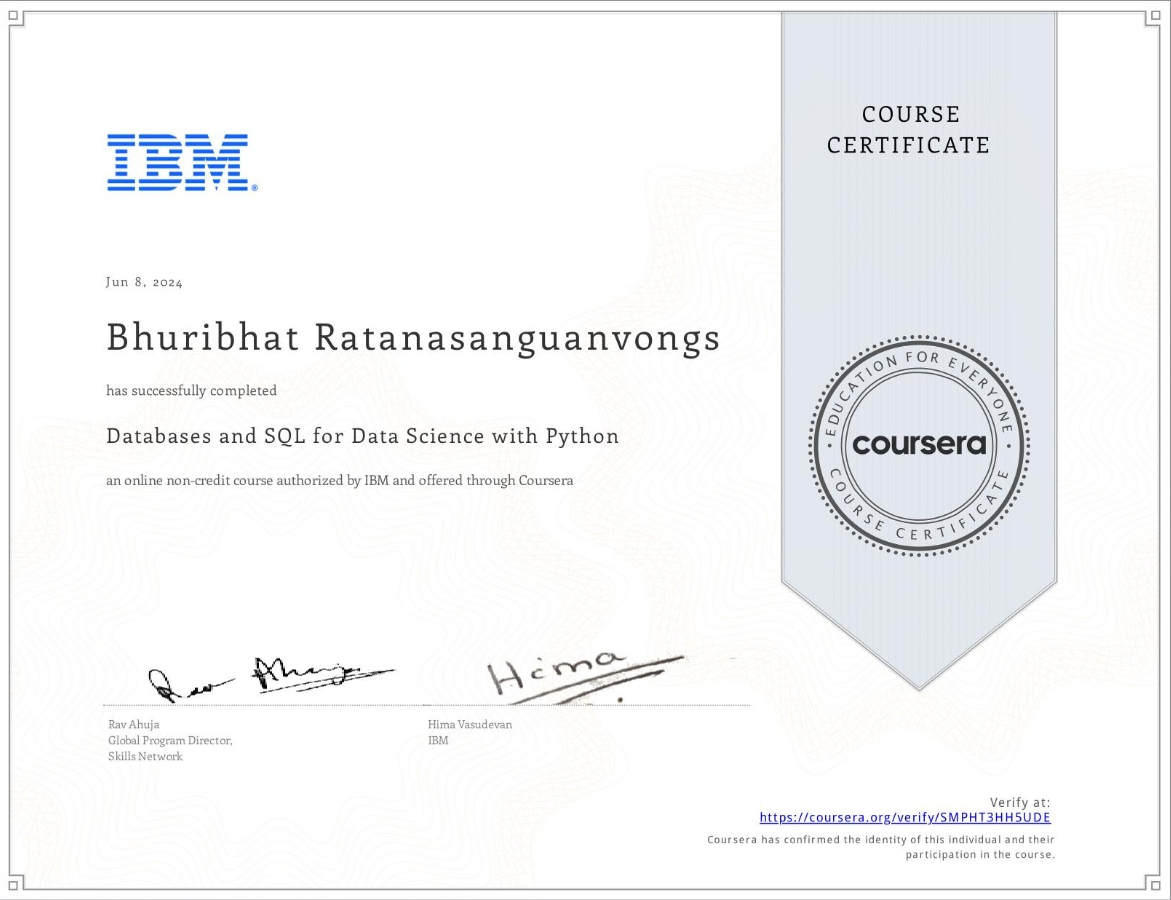 COURSE
CERTIFICATE
IBM®
Jun 8, 2024
Bhuribhat Ratanasanguanvongs
has successfully completed
Databases and SQL for Data Science with Python
an online non-credit course authorized by IBM and offered through Coursera
EDUCATION FOR EVERYONE
coursera
COURSE CERTIFICATE
Rav Ahuja
Hima
Rav Ahuja
Global Program Director,
Skills Network
Hima Vasudevan
IBM
Verify at:
https://coursera.org/verify/SMPHT3HH5UDE
Coursera has confirmed the identity of this individual and their
participation in the course.